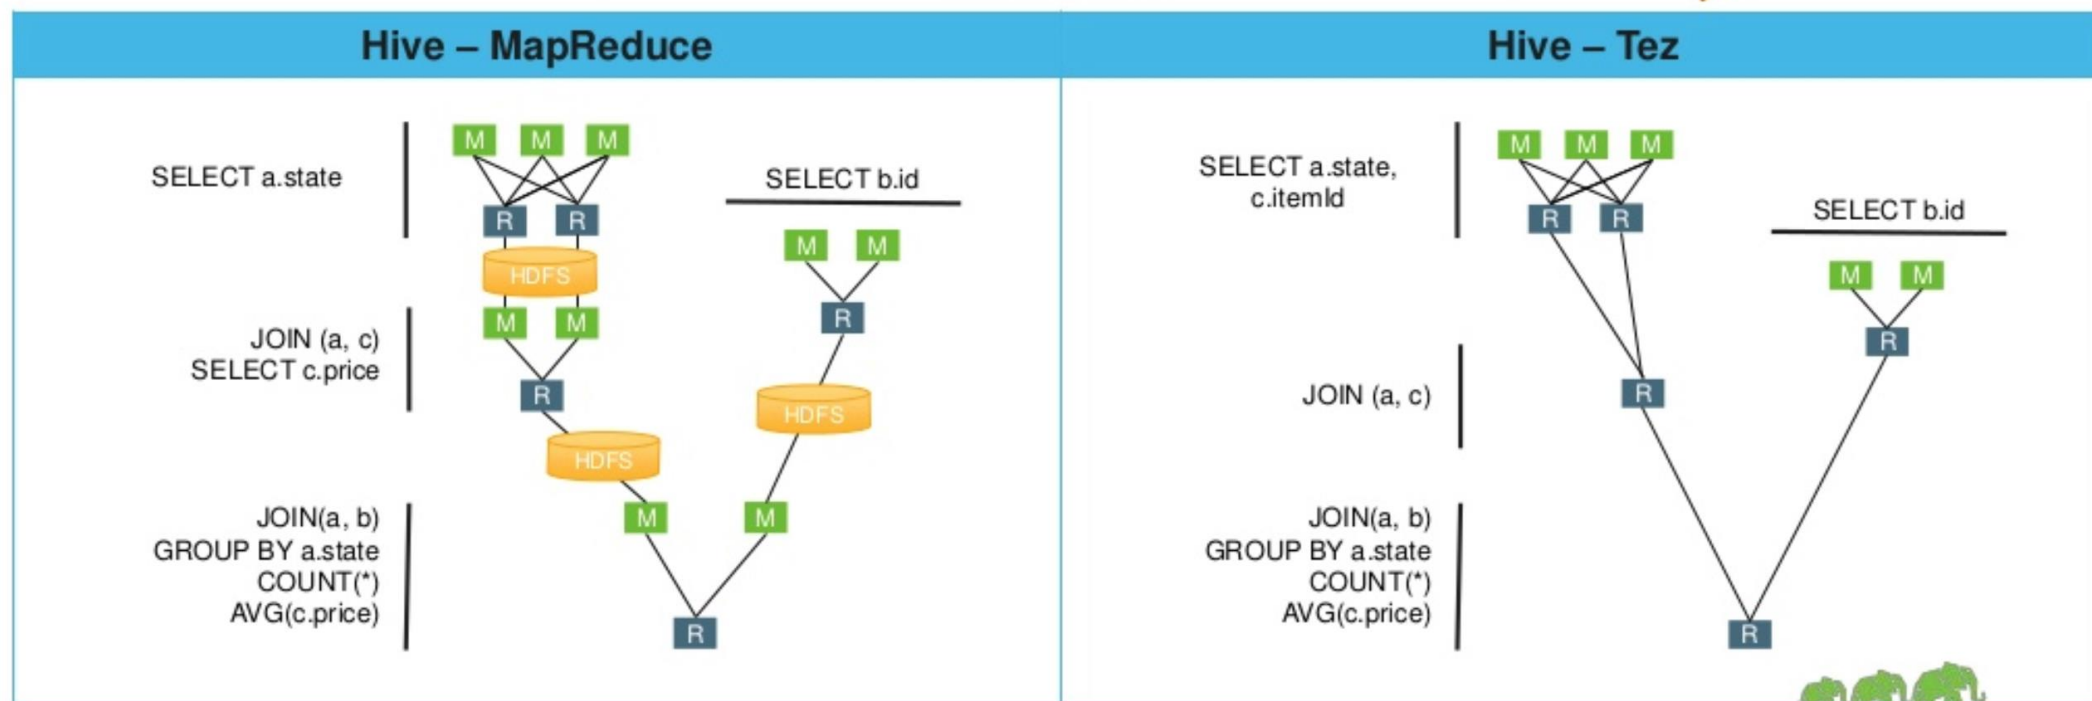 Hive – MapReduce
SELECT a.state
M M M
R R
HDFS
SELECT b.id
M M
R
HDFS
JOIN (a, c)
SELECT c.price
M M
R
HDFS
JOIN(a, b)
GROUP BY a.state
COUNT(*)
AVG(c.price)
M M
R
Hive – Tez
SELECT a.state,
c.itemId
M M M
R R
SELECT b.id
M M
R
JOIN (a, c)
R
JOIN(a, b)
GROUP BY a.state
COUNT(*)
AVG(c.price)
R